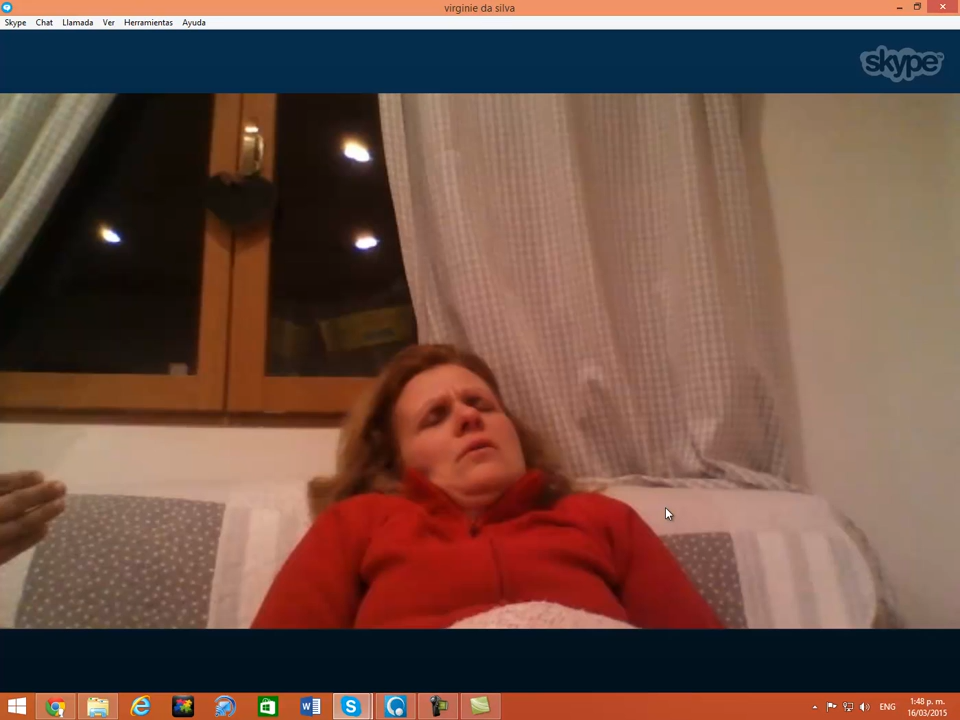 virginie da silva
Skype Chat Llamada Ver Herramientas Ayuda
skype
ENG
1:48 p. m.
16/03/2015